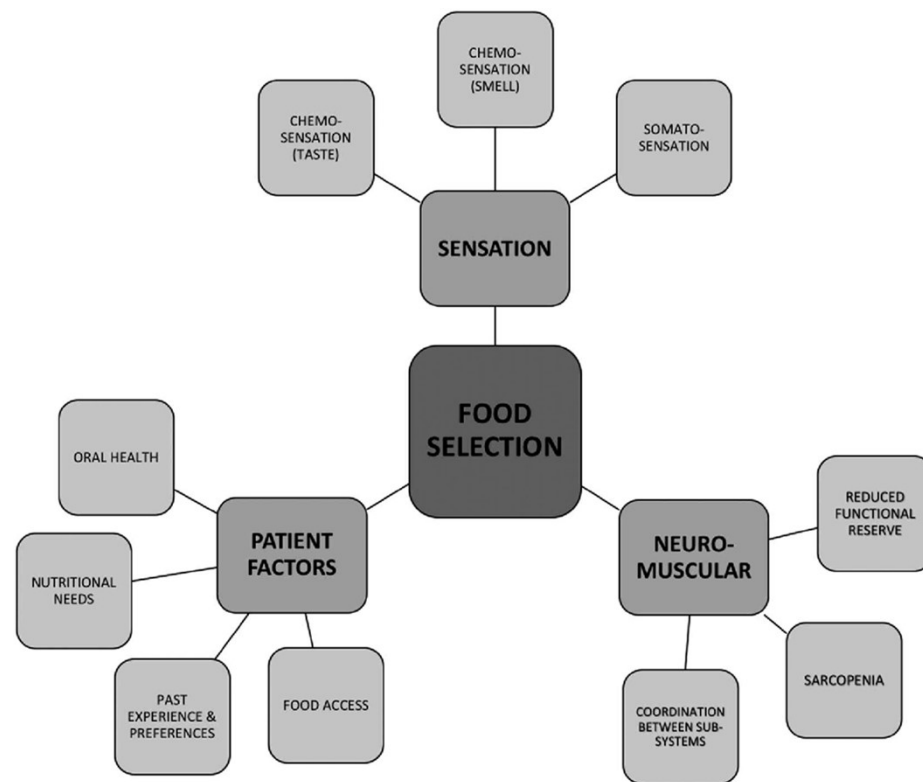 CHEMO-
SENSATION
(SMELL)
CHEMO-
SENSATION
(TASTE)
SOMATO-
SENSATION
SENSATION
FOOD
SELECTION
ORAL HEALTH
NUTRITIONAL
NEEDS
PATIENT
FACTORS
PAST
EXPERIENCE &
PREFERENCES
FOOD ACCESS
NEURO-
MUSCULAR
REDUCED
FUNCTIONAL
RESERVE
SARCOPENIA
COORDINATION
BETWEEN SUB-
SYSTEMS